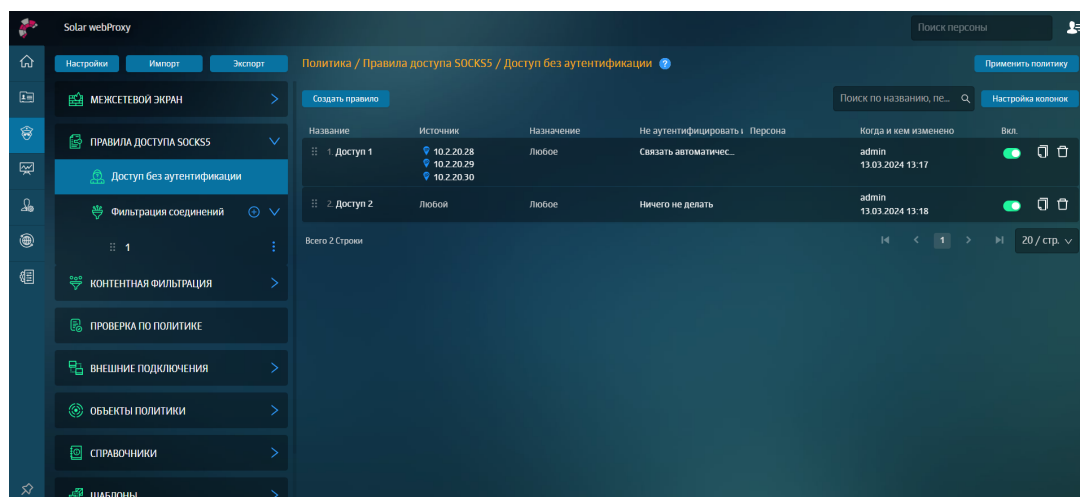 Solar webProxy
Поиск персоны
Настройки Импорт Экспорт
Политика / Правила доступа SOCKS5 / Доступ без аутентификации ?
Применить политику
МЕЖСЕТЕВОЙ ЭКРАН
ПРАВИЛА ДОСТУПА SOCKS5
Доступ без аутентификации
Фильтрация соединений
1
КОНТЕНТНАЯ ФИЛЬТРАЦИЯ
ПРОВЕРКА ПО ПОЛИТИКЕ
ВНЕШНИЕ ПОДКЛЮЧЕНИЯ
ОБЪЕКТЫ ПОЛИТИКИ
СПРАВОЧНИКИ
ШАБЛОНЫ
Создать правило
Поиск по названию, пе...
Настройка колонок
Название Источник Назначение Не аутентифицировать Персона Когда и кем изменено Вкл.
1. Доступ 1 10.2.20.28 Любое Связать автоматичес... admin
10.2.20.29 13.03.2024 13:17
10.2.20.30
2. Доступ 2 Любой Любое Ничего не делать admin
13.03.2024 13:18
Всего 2 Строки
1
20 / стр.